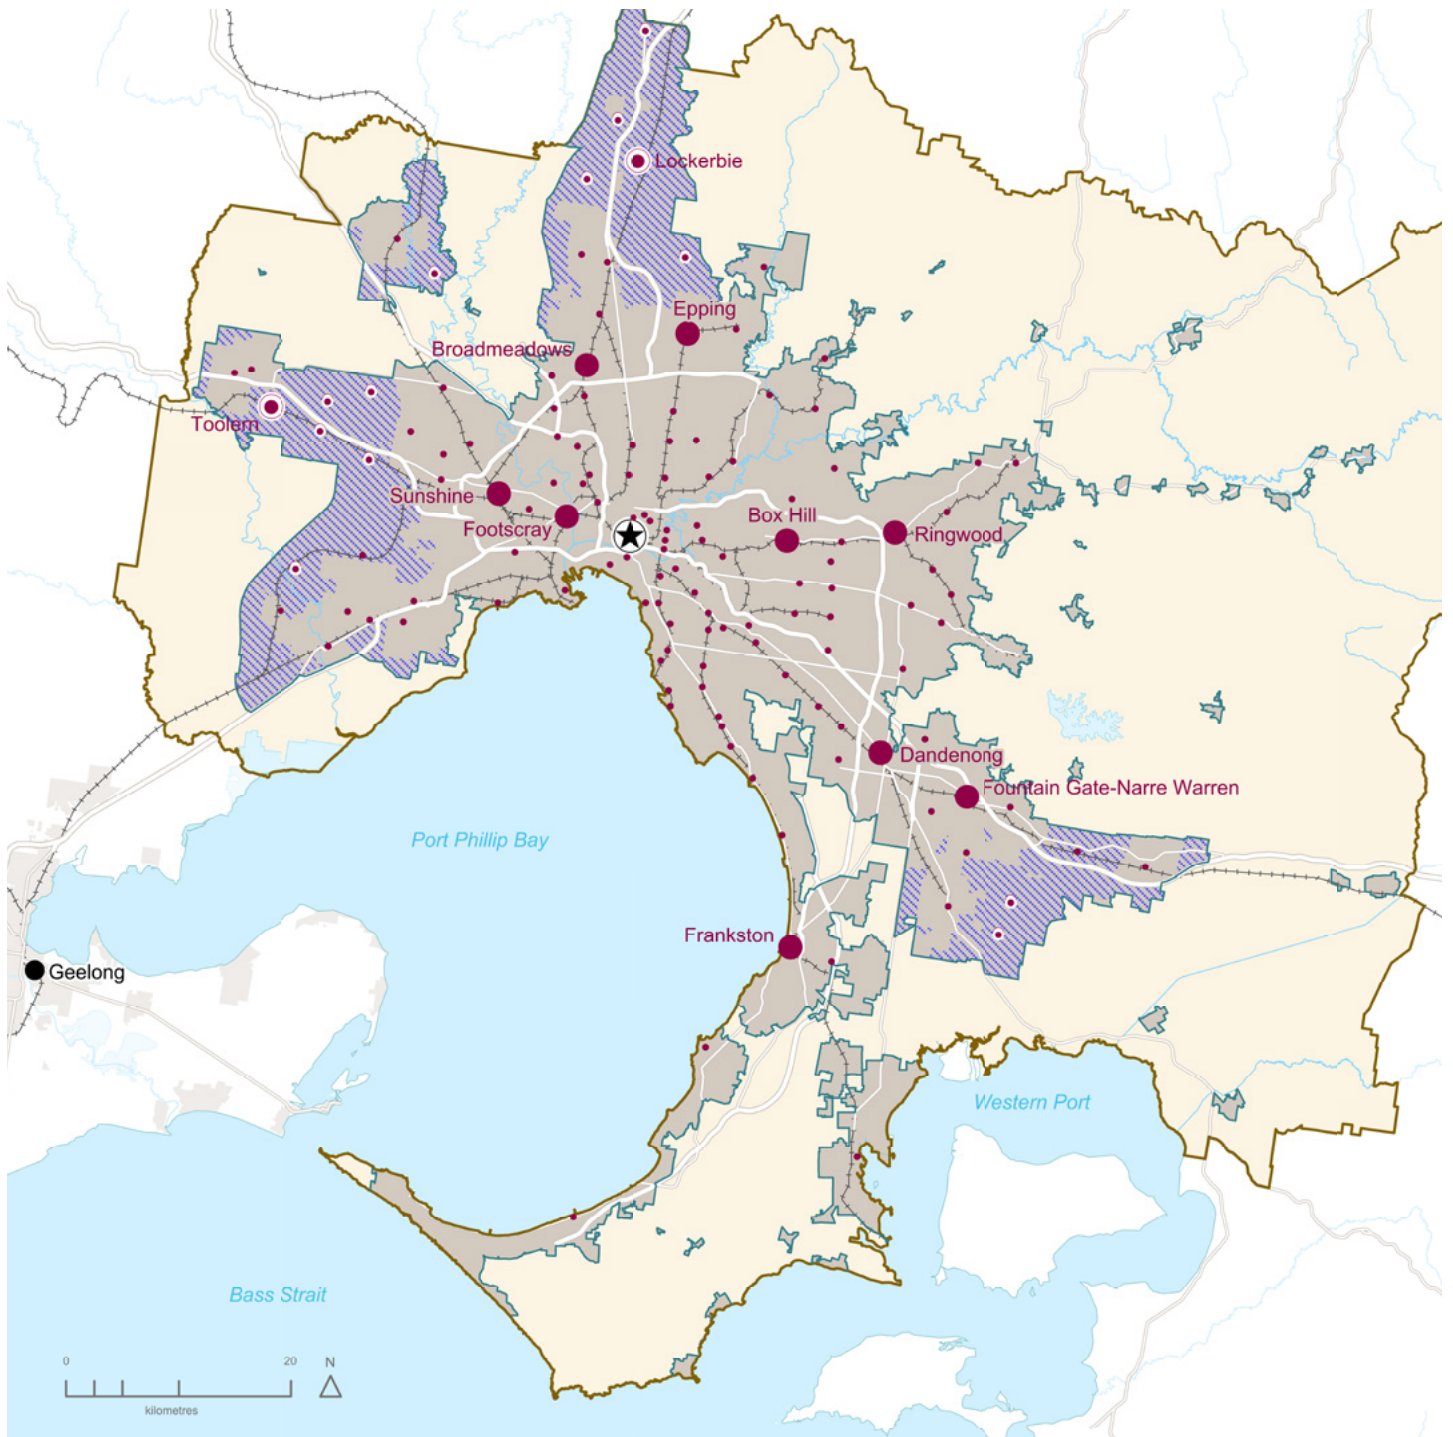 Lockerbie
Epping
Broadmeadows
Toolern
Sunshine
Footscray
Box Hill
Ringwood
Dandenong
Fountain Gate-Narre Warren
Port Phillip Bay
Frankston
Geelong
Western Port
Bass Strait
0 20 N
kilometres